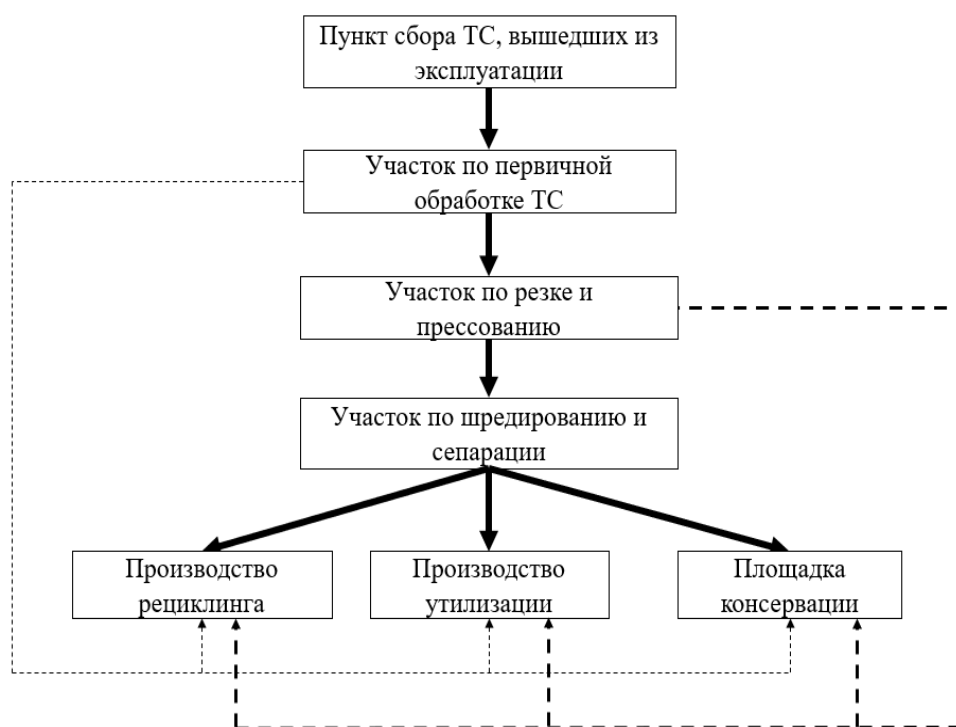 Пункт сбора ТС, вышедших из
эксплуатации
Участок по первичной
обработке ТС
Участок по резке и
прессованию
Участок по шредированию и
сепарации
Производство
рециклинга
Производство
утилизации
Площадка
консервации